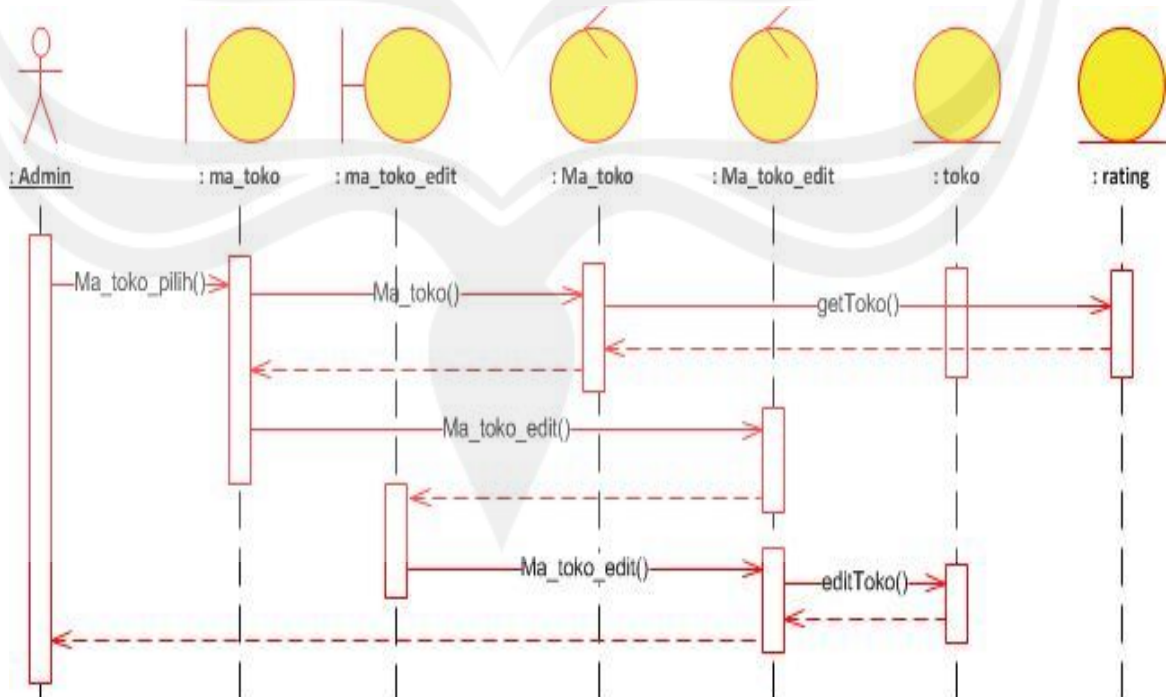 : Admin
: ma_toko
: ma_toko_edit
: Ma_toko
: Ma_toko_edit
: toko
: rating
Ma_toko_pilih()
Ma_toko()
getToko()
Ma_toko_edit()
Ma_toko_edit()
editToko()